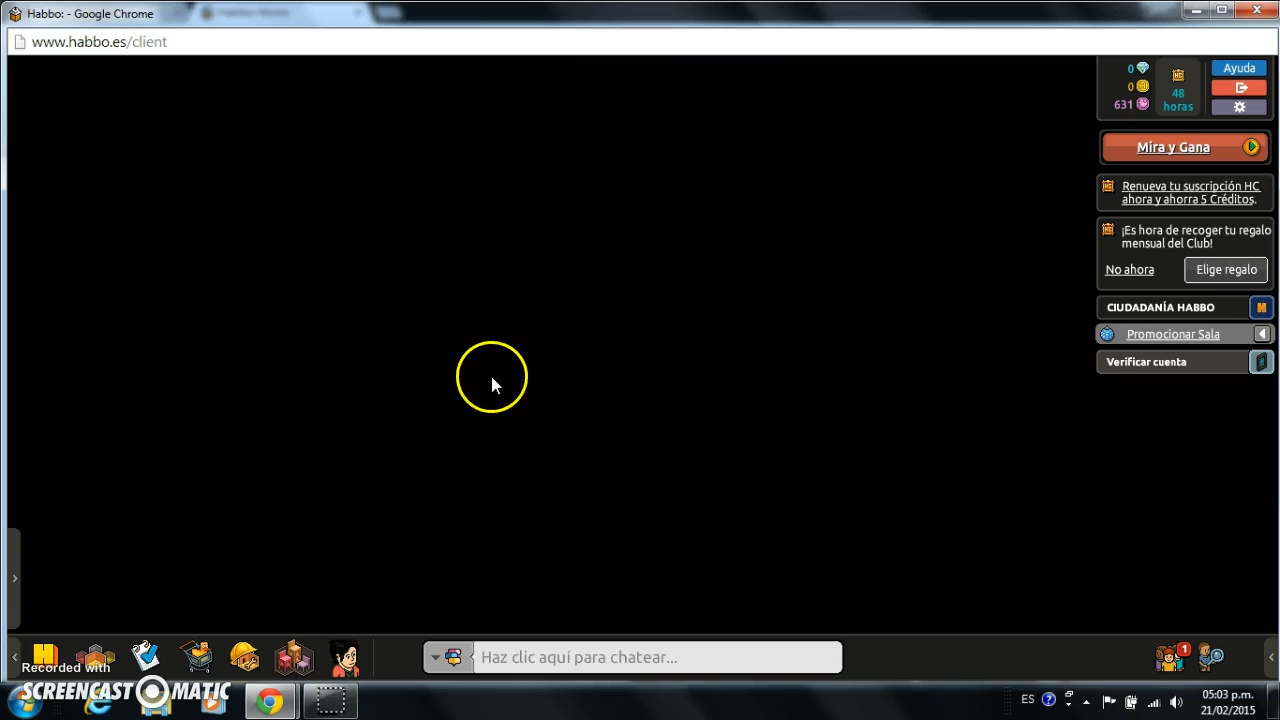 Habbo: - Google Chrome
www.habbo.es/client
0
0
631
48
horas
Ayuda
Mira y Gana
Renueva tu suscripción HC
ahora y ahorra 5 Créditos.
¡Es hora de recoger tu regalo
mensual del Club!
No ahora
Elige regalo
CIUDADANÍA HABBO
Promocionar Sala
Verificar cuenta
Haz clic aquí para chatear...
1
Recorded with
SCREENCAST MATIC
ES
05:03 p.m.
21/02/2015